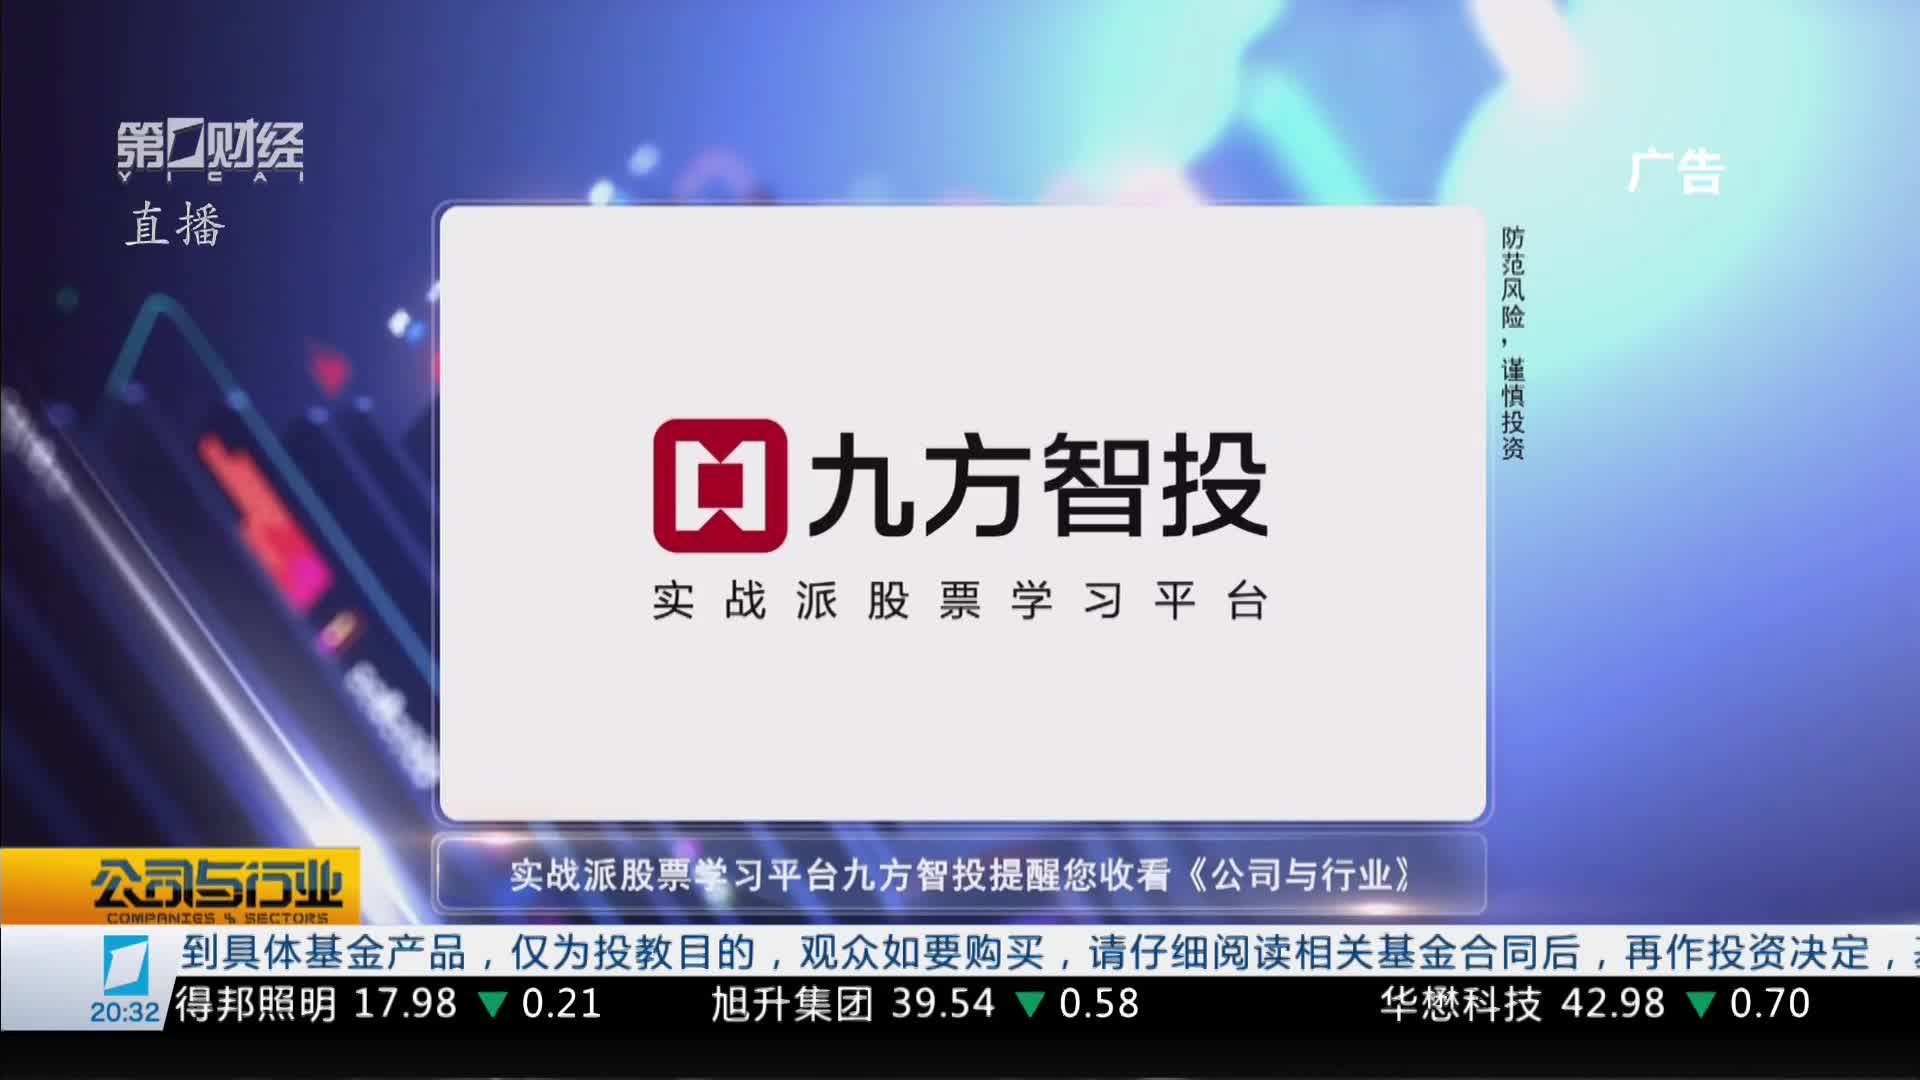 第一财经
YICAI
直播
广告
防范风险，谨慎投资
九方智投
实战派股票学习平台
实战派股票学习平台九方智投提醒您收看《公司与行业》
公司与行业
COMPANIES & SECTORS
到具体基金产品，仅为投教目的，观众如要购买，请仔细阅读相关基金合同后，再作投资决定，
20:32
得邦照明 17.98 ▼ 0.21 旭升集团 39.54 ▼ 0.58 华懋科技 42.98 ▼ 0.70